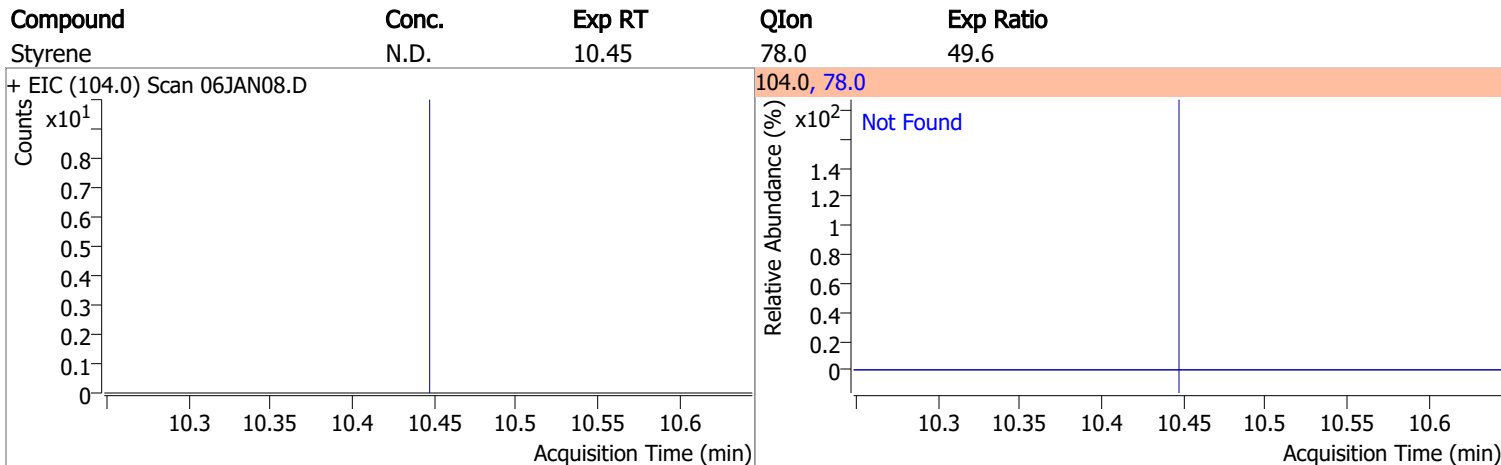 Compound Conc. Exp RT QIon Exp Ratio
Styrene N.D. 10.45 78.0 49.6
+ EIC (104.0) Scan 06JAN08.D
Counts
x10¹
0.8
0.7
0.6
0.5
0.4
0.3
0.2
0.1
0
10.3 10.35 10.4 10.45 10.5 10.55 10.6
Acquisition Time (min)
104.0, 78.0
Relative Abundance (%)
x10²
Not Found
1.4
1.2
1
0.8
0.6
0.4
0.2
0
10.3 10.35 10.4 10.45 10.5 10.55 10.6
Acquisition Time (min)